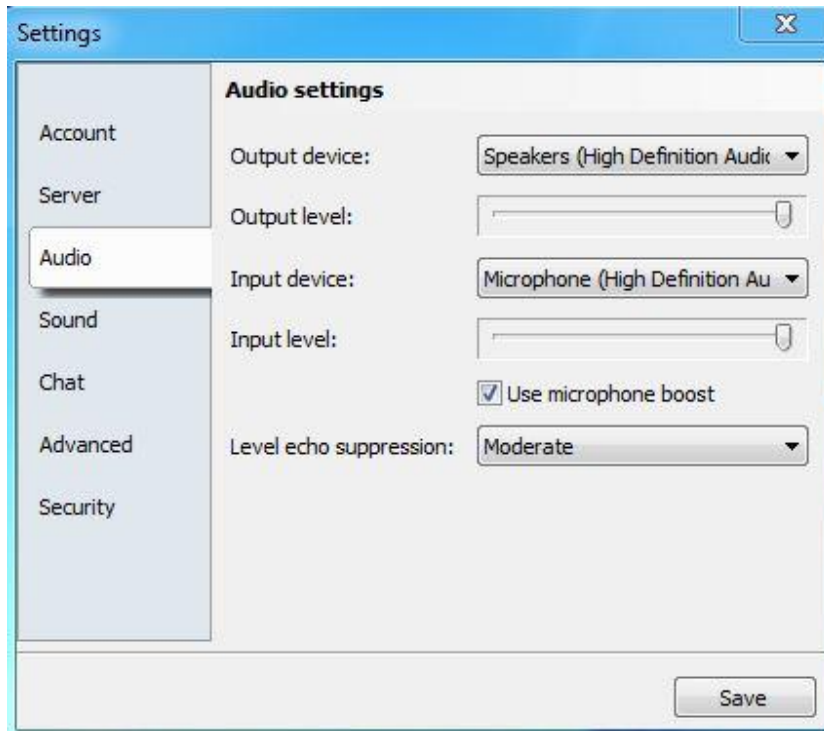 Settings
Account
Server
Audio
Sound
Chat
Advanced
Security
Audio settings
Output device: Speakers (High Definition Audic
Output level:
Input device: Microphone (High Definition Au
Input level:
Use microphone boost
Level echo suppression: Moderate
Save